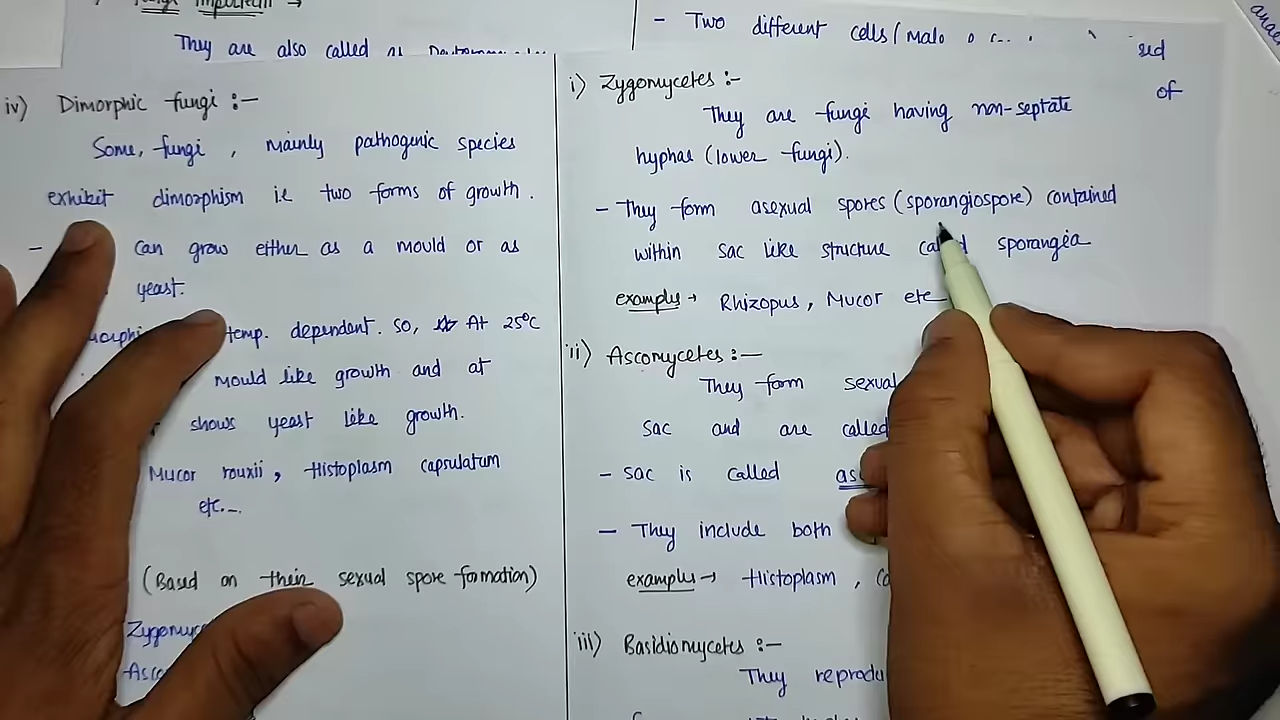 They are also called as
iv) Dimorphic fungi :-
Some, fungi , mainly pathogenic species
exhibit dimorphism i.e two forms of growth .
- can grow either as a mould or as
yeast.
temp. dependent. So, At 25°C
mould like growth and at
shows yeast like growth.
Mucor rouxii , Histoplasm capsulatum
etc._
(Based on their sexual spore formation)
- Two different cells/
sed
of
i) Zygomycetes :-
They are fungi having non-septate
hyphae (lower fungi).
- They form asexual spores (sporangiospore) contained
within sac like structure called sporangia
examples → Rhizopus, Mucor etc
ii) Ascomycetes :-
They form sexual
sac and are called
- sac is called
- They include both
examples → Histoplasm ,
iii) Basidiomycetes :-
They